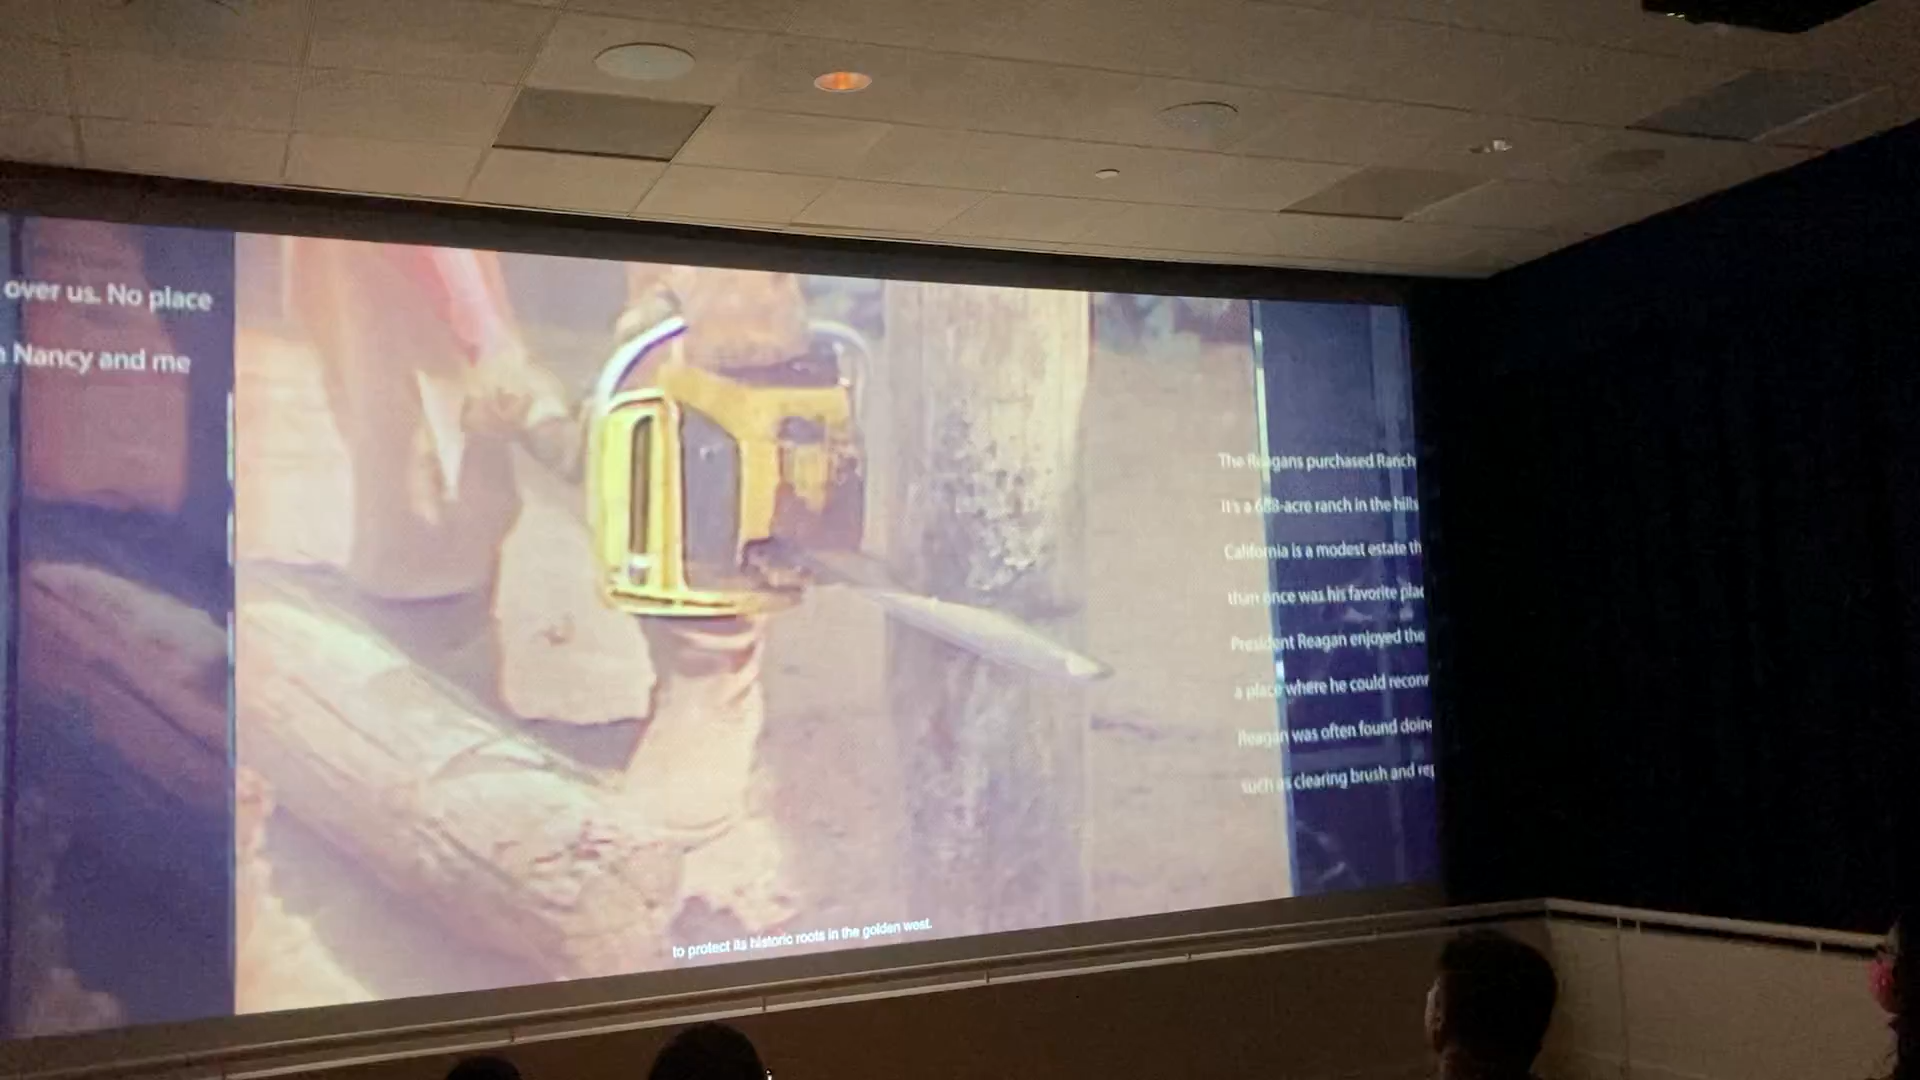 over us. No place
Nancy and me
The Reagans purchased Ranch
It's a 688-acre ranch in the hills
California is a modest estate th
than once was his favorite plac
President Reagan enjoyed the
a place where he could reconn
Reagan was often found doing
such as clearing brush and rep
to protect its historic roots in the golden west.